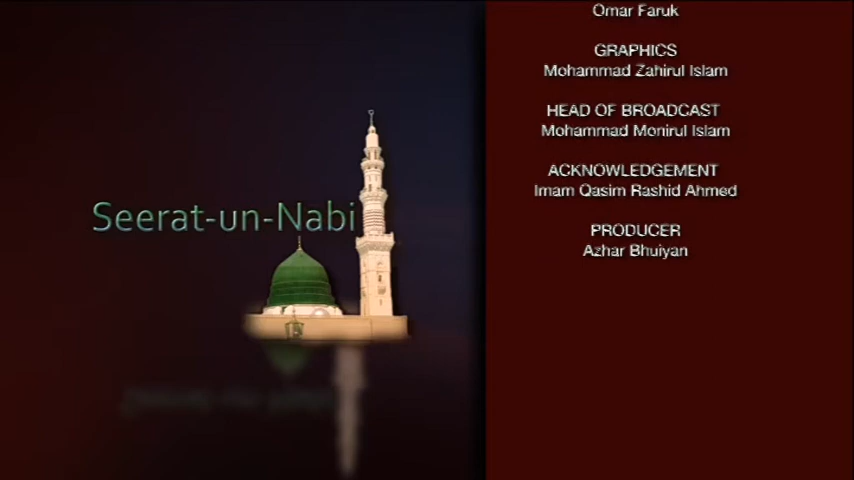 Seerat-un-Nabi
Omar Faruk
GRAPHICS
Mohammad Zahirul Islam
HEAD OF BROADCAST
Mohammad Monirul Islam
ACKNOWLEDGEMENT
Imam Qasim Rashid Ahmed
PRODUCER
Azhar Bhuiyan